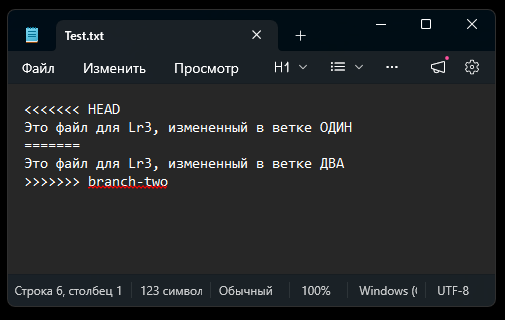 Test.txt
Файл Изменить Просмотр H1
<<<<<<< HEAD
Это файл для Lr3, измененный в ветке ОДИН
=======
Это файл для Lr3, измененный в ветке ДВА
>>>>>>> branch-two
Строка 6, столбец 1 123 символ Обычный 100% Windows (( UTF-8